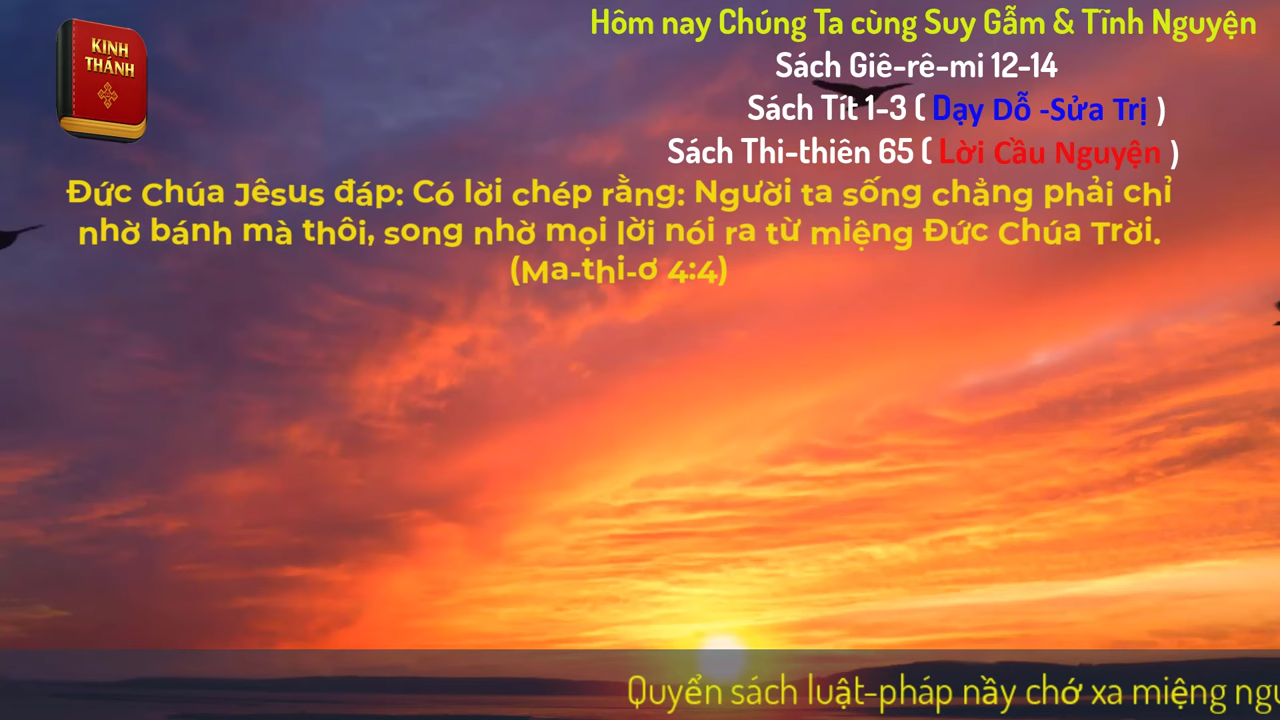 KINH
THÁNH
Hôm nay Chúng Ta cùng Suy Gẫm & Tĩnh Nguyện
Sách Giê-rê-mi 12-14
Sách Tít 1-3 ( Dạy Dỗ -Sửa Trị )
Sách Thi-thiên 65 ( Lời Cầu Nguyện )
Đức Chúa Jêsus đáp: Có lời chép rằng: Người ta sống chẳng phải chỉ
nhờ bánh mà thôi, song nhờ mọi lời nói ra từ miệng Đức Chúa Trời.
(Ma-thi-ơ 4:4)
Quyển sách luật-pháp nầy chớ xa miệng